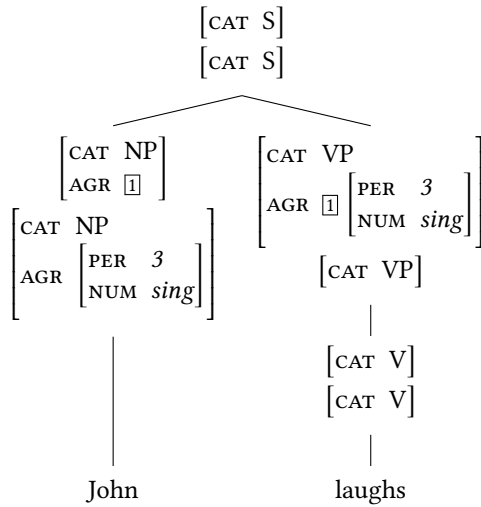 [CAT S]
[CAT S]
[CAT NP
AGR 1]
[CAT VP
AGR 1 [PER 3
NUM sing]]
[CAT NP
AGR [PER 3
NUM sing]]
[CAT VP]
[CAT V]
[CAT V]
John laughs